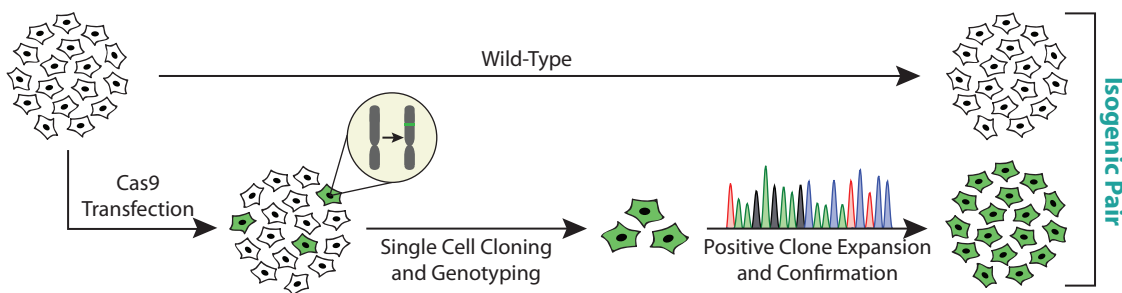 Wild-Type
Cas9
Transfection
Single Cell Cloning
and Genotyping
Positive Clone Expansion
and Confirmation
Isogenic Pair